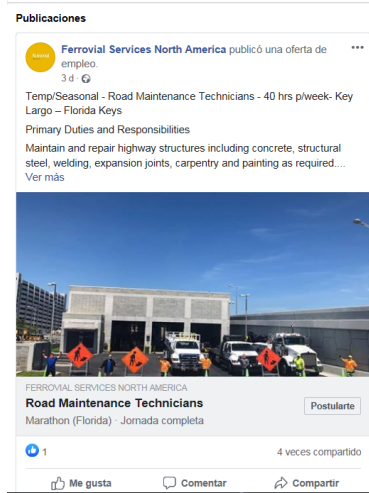 Publicaciones
Ferrovial Services North America publicó una oferta de
empleo.
3 d ·
Temp/Seasonal - Road Maintenance Technicians - 40 hrs p/week- Key
Largo – Florida Keys
Primary Duties and Responsibilities
Maintain and repair highway structures including concrete, structural
steel, welding, expansion joints, carpentry and painting as required....
Ver más
FERROVIAL SERVICES NORTH AMERICA
Road Maintenance Technicians
Postularte
Marathon (Florida) · Jornada completa
1
4 veces compartido
Me gusta
Comentar
Compartir